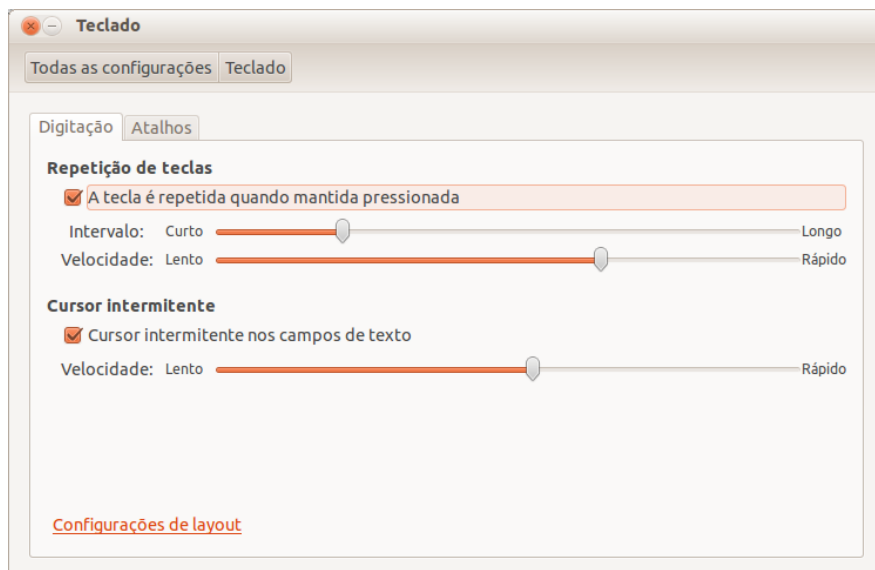 Teclado
Todas as configurações Teclado
Digitação Atalhos
Repetição de teclas
A tecla é repetida quando mantida pressionada
Intervalo: Curto Longo
Velocidade: Lento Rápido
Cursor intermitente
Cursor intermitente nos campos de texto
Velocidade: Lento Rápido
Configurações de layout